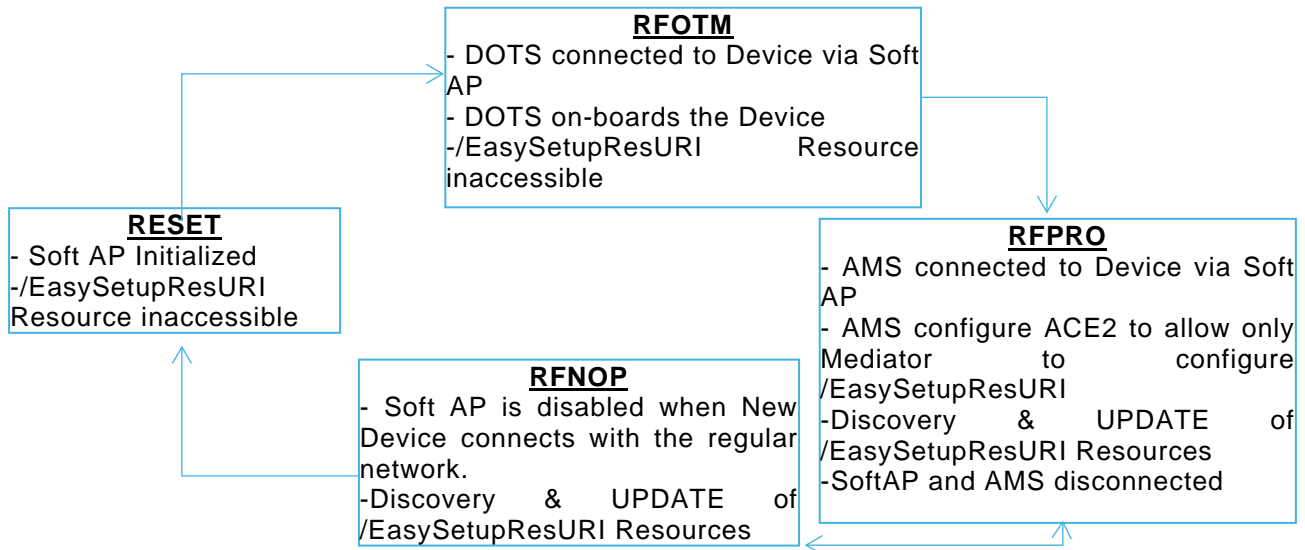 RFOTM
- DOTS connected to Device via Soft
AP
- DOTS on-boards the Device
-/EasySetupResURI Resource
inaccessible
RESET
- Soft AP Initialized
-/EasySetupResURI
Resource inaccessible
RFPRO
- AMS connected to Device via Soft
AP
- AMS configure ACE2 to allow only
Mediator to configure
/EasySetupResURI
-Discovery & UPDATE of
/EasySetupResURI Resources
-SoftAP and AMS disconnected
RFNOP
- Soft AP is disabled when New
Device connects with the regular
network.
-Discovery & UPDATE of
/EasySetupResURI Resources